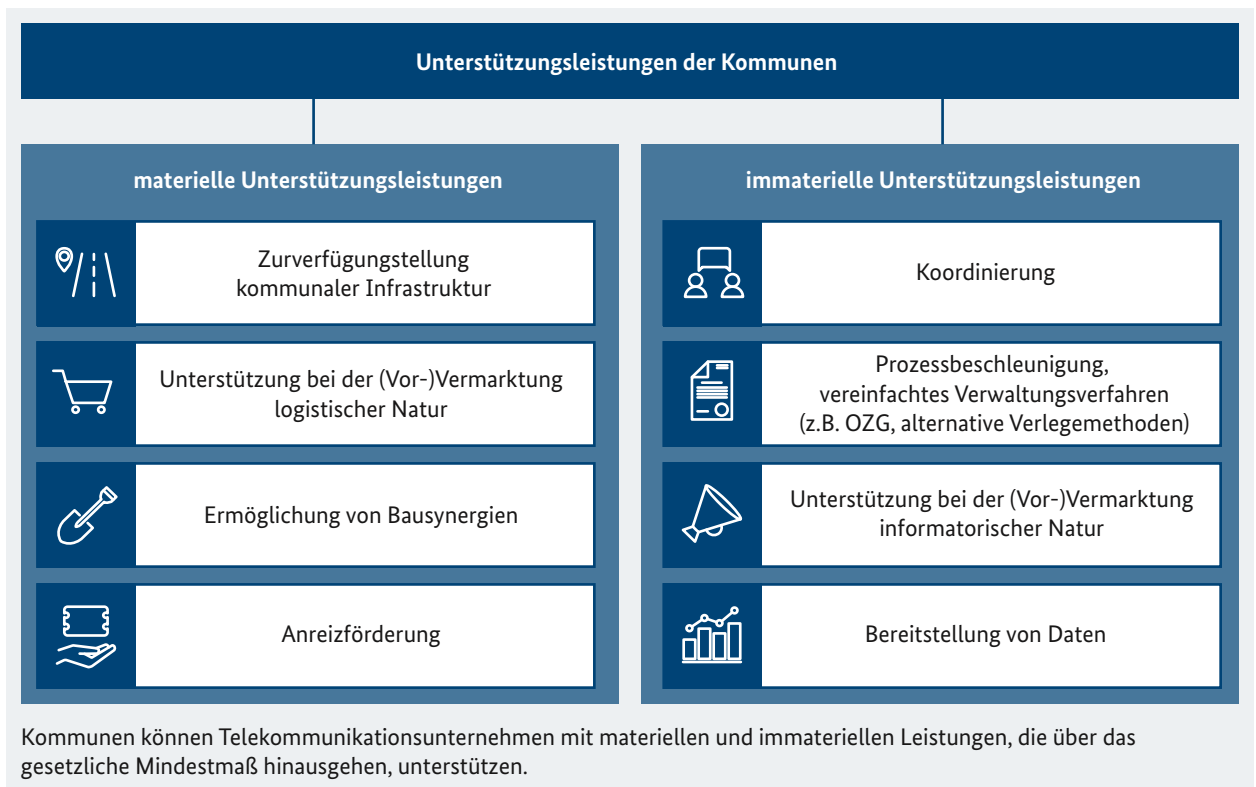 Unterstützungsleistungen der Kommunen
materielle Unterstützungsleistungen
Zurverfügungstellung
kommunaler Infrastruktur
Unterstützung bei der (Vor-)Vermarktung
logistischer Natur
Ermöglichung von Bausynergien
Anreizförderung
immaterielle Unterstützungsleistungen
Koordinierung
Prozessbeschleunigung,
vereinfachtes Verwaltungsverfahren
(z.B. OZG, alternative Verlegemethoden)
Unterstützung bei der (Vor-)Vermarktung
informatorischer Natur
Bereitstellung von Daten
Kommunen können Telekommunikationsunternehmen mit materiellen und immateriellen Leistungen, die über das
gesetzliche Mindestmaß hinausgehen, unterstützen.